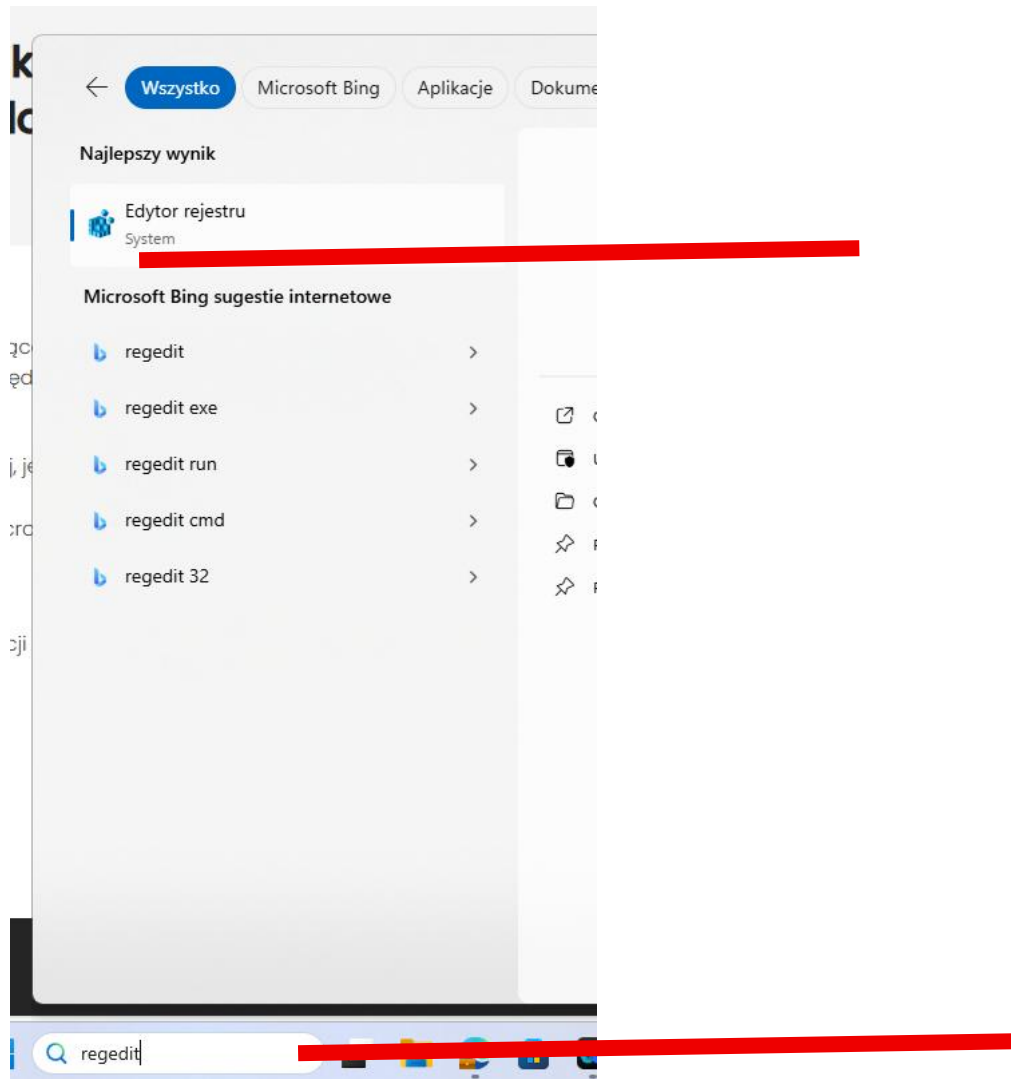 Wszystko Microsoft Bing Aplikacje
Najlepszy wynik
Edytor rejestru
System
Microsoft Bing sugestie internetowe
regedit
regedit exe
regedit run
regedit cmd
regedit 32
regedit